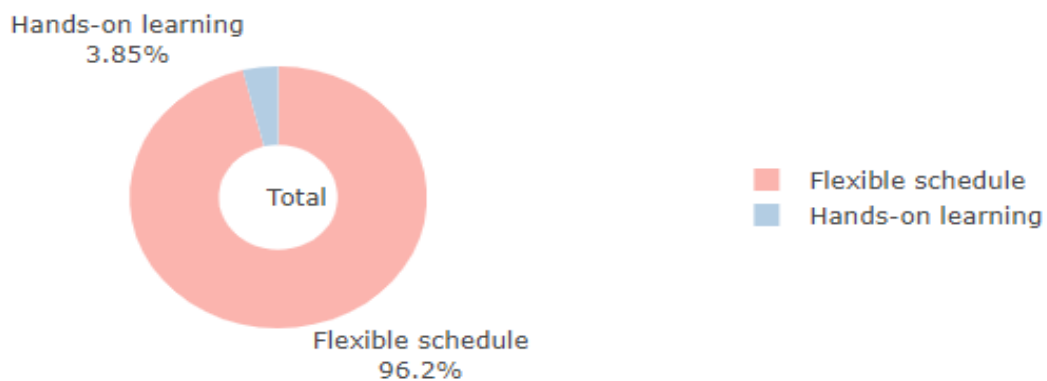 Hands-on learning
3.85%
Total
Flexible schedule
Hands-on learning
Flexible schedule
96.2%